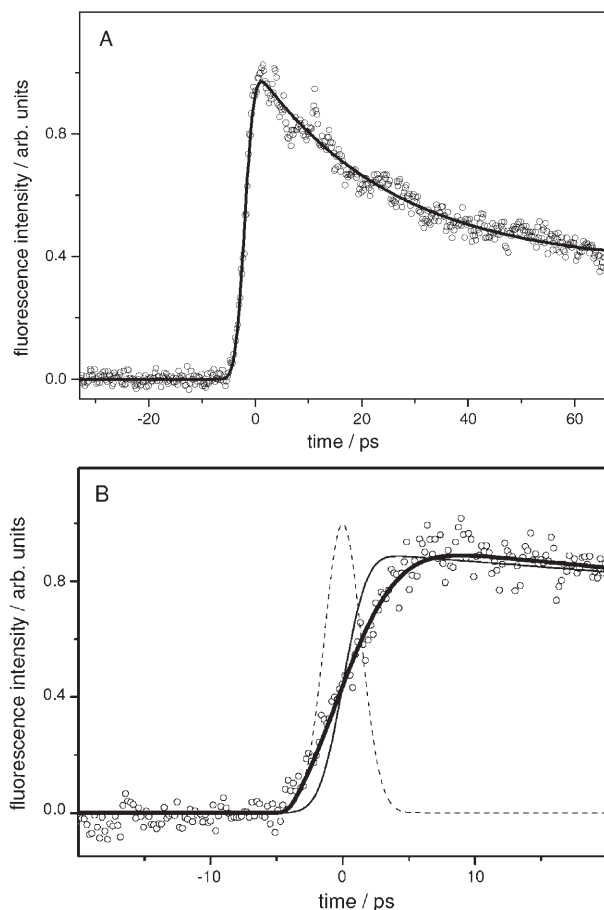 A
fluorescence intensity / arb. units
0.8
0.4
0.0
-20 0 20 40 60
time / ps
B
fluorescence intensity / arb. units
0.8
0.4
0.0
-10 0 10
time / ps